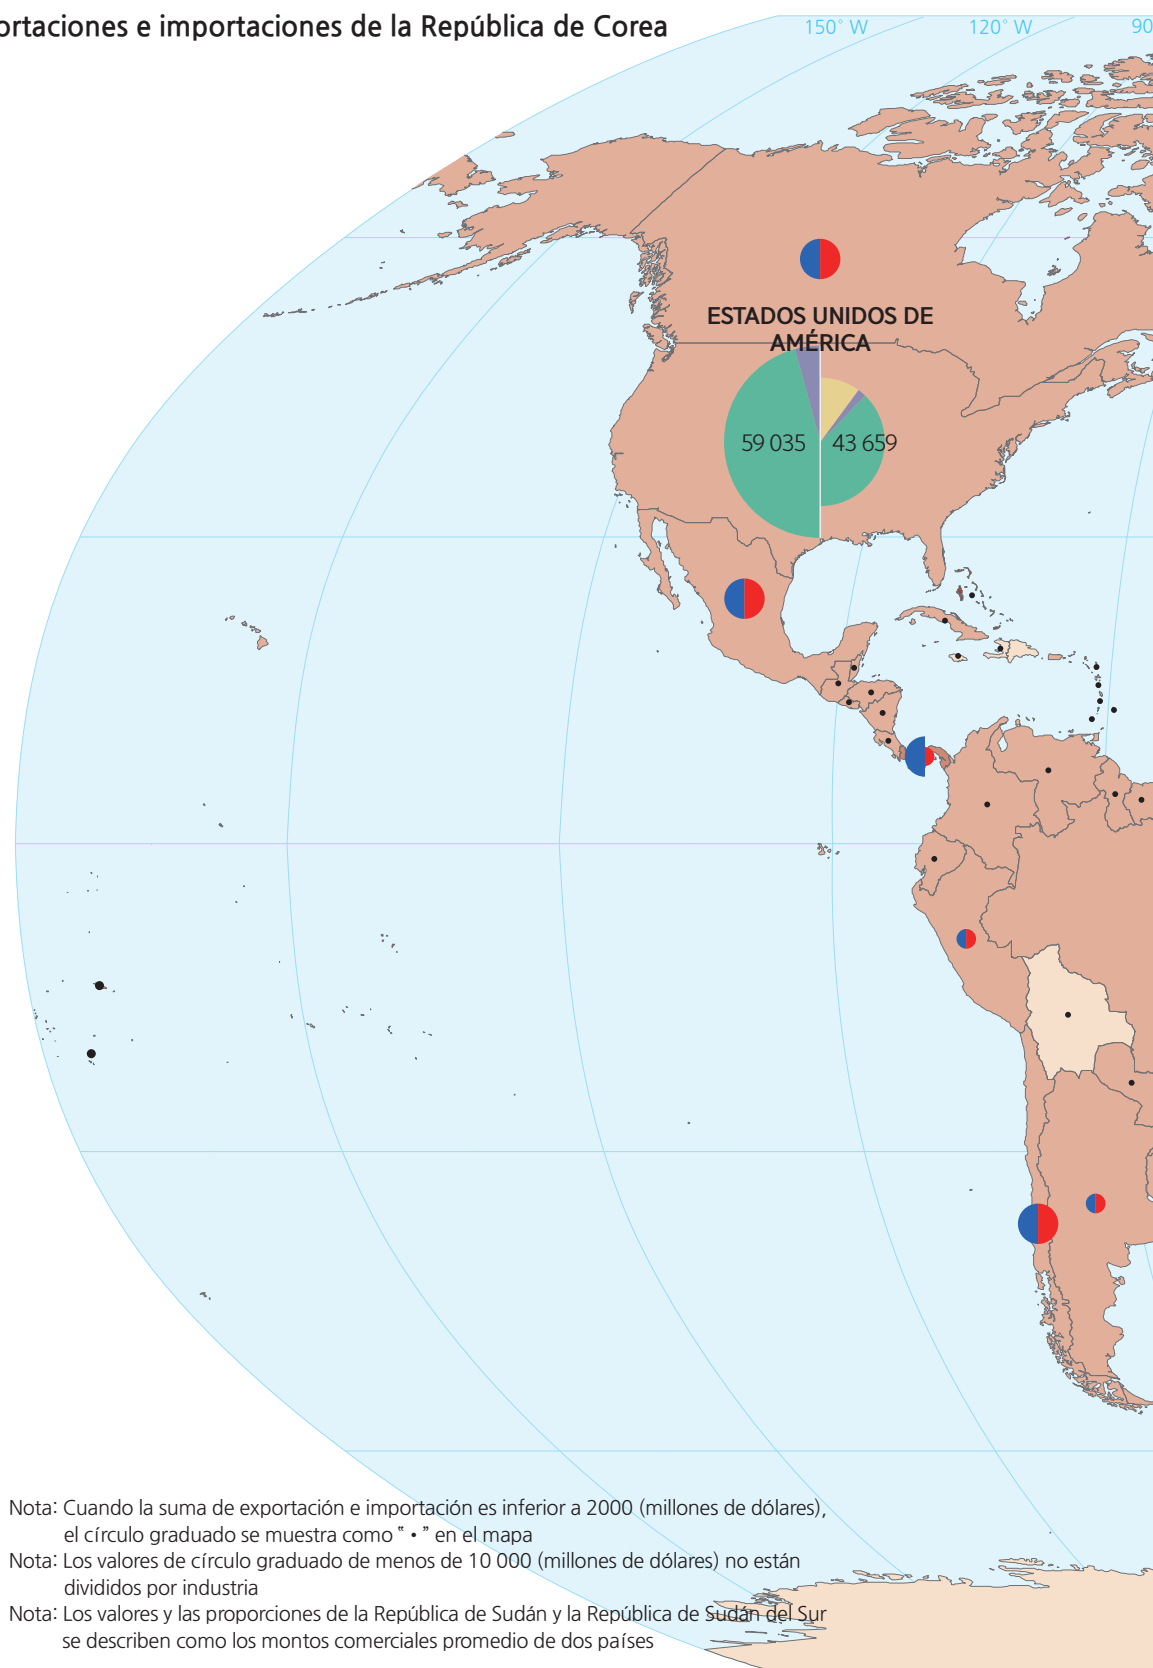 ortaciones e importaciones de la República de Corea
150° W
120° W
90
ESTADOS UNIDOS DE
AMÉRICA
59 035
43 659
Nota: Cuando la suma de exportación e importación es inferior a 2000 (millones de dólares),
el círculo graduado se muestra como “ • ” en el mapa
Nota: Los valores de círculo graduado de menos de 10 000 (millones de dólares) no están
divididos por industria
Nota: Los valores y las proporciones de la República de Sudán y la República de Sudán del Sur
se describen como los montos comerciales promedio de dos países